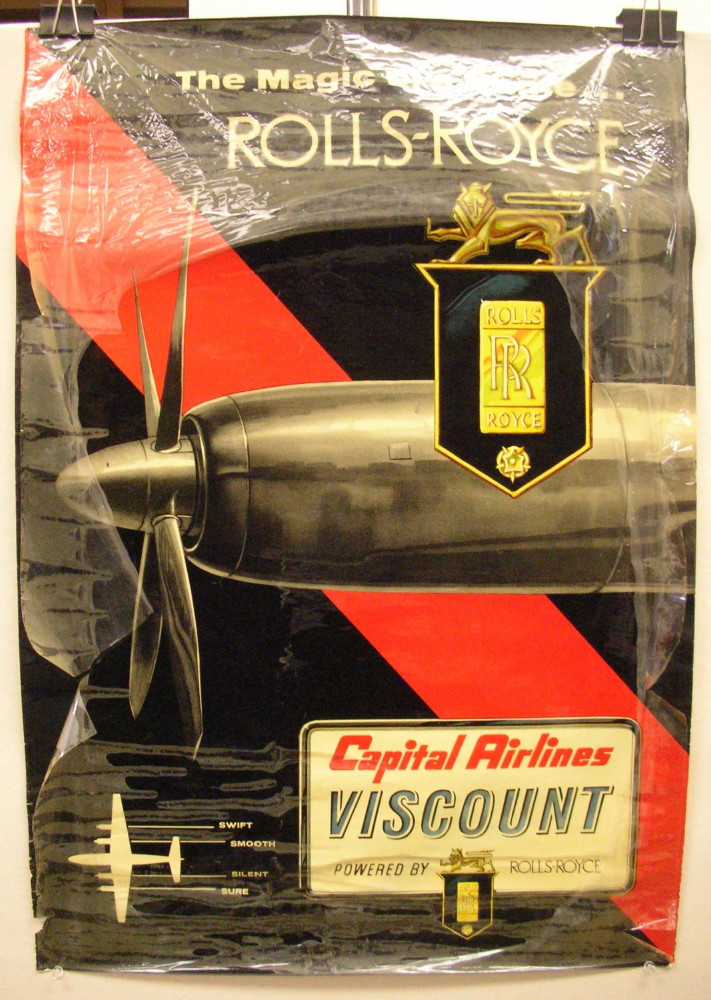 The Magic
ROLLS-ROYCE
ROLLS
RR
ROYCE
Capital Airlines
VISCOUNT
POWERED BY ROLLS-ROYCE
SWIFT
SMOOTH
SILENT
SURE